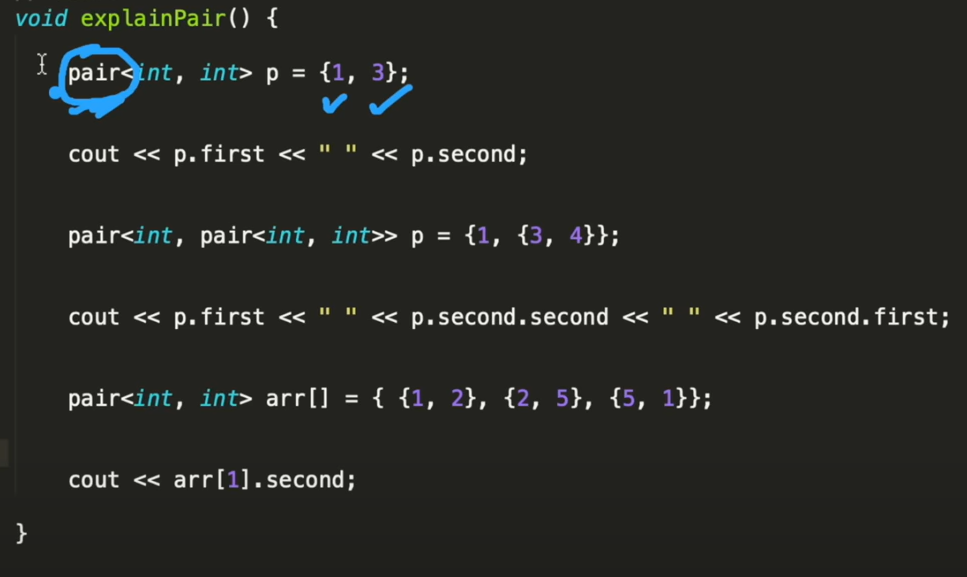 void explainPair() {
pair<int, int> p = {1, 3};
cout << p.first << " " << p.second;
pair<int, pair<int, int>> p = {1, {3, 4}};
cout << p.first << " " << p.second.second << " " << p.second.first;
pair<int, int> arr[] = { {1, 2}, {2, 5}, {5, 1}};
cout << arr[1].second;
}